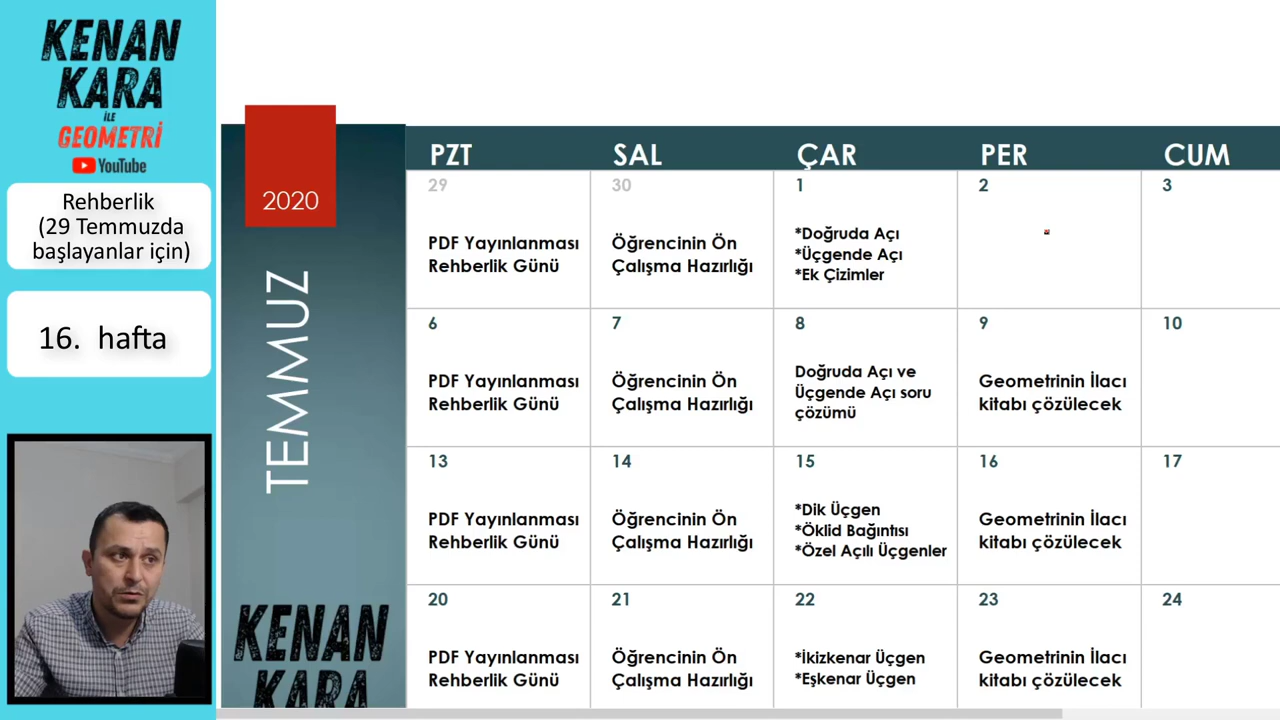 KENAN
KARA
İLE
GEOMETRİ
YouTube
Rehberlik
(29 Temmuzda
başlayanlar için)
16. hafta
2020
TEMMUZ
KENAN
KARA
PZT SAL ÇAR PER CUM
29 30 1 2 3
PDF Yayınlanması
Rehberlik Günü
Öğrencinin Ön
Çalışma Hazırlığı
*Doğruda Açı
*Üçgende Açı
*Ek Çizimler
6 7 8 9 10
PDF Yayınlanması
Rehberlik Günü
Öğrencinin Ön
Çalışma Hazırlığı
Doğruda Açı ve
Üçgende Açı soru
çözümü
Geometrinin İlacı
kitabı çözülecek
13 14 15 16 17
PDF Yayınlanması
Rehberlik Günü
Öğrencinin Ön
Çalışma Hazırlığı
*Dik Üçgen
*Öklid Bağıntısı
*Özel Açılı Üçgenler
Geometrinin İlacı
kitabı çözülecek
20 21 22 23 24
PDF Yayınlanması
Rehberlik Günü
Öğrencinin Ön
Çalışma Hazırlığı
*İkizkenar Üçgen
*Eşkenar Üçgen
Geometrinin İlacı
kitabı çözülecek